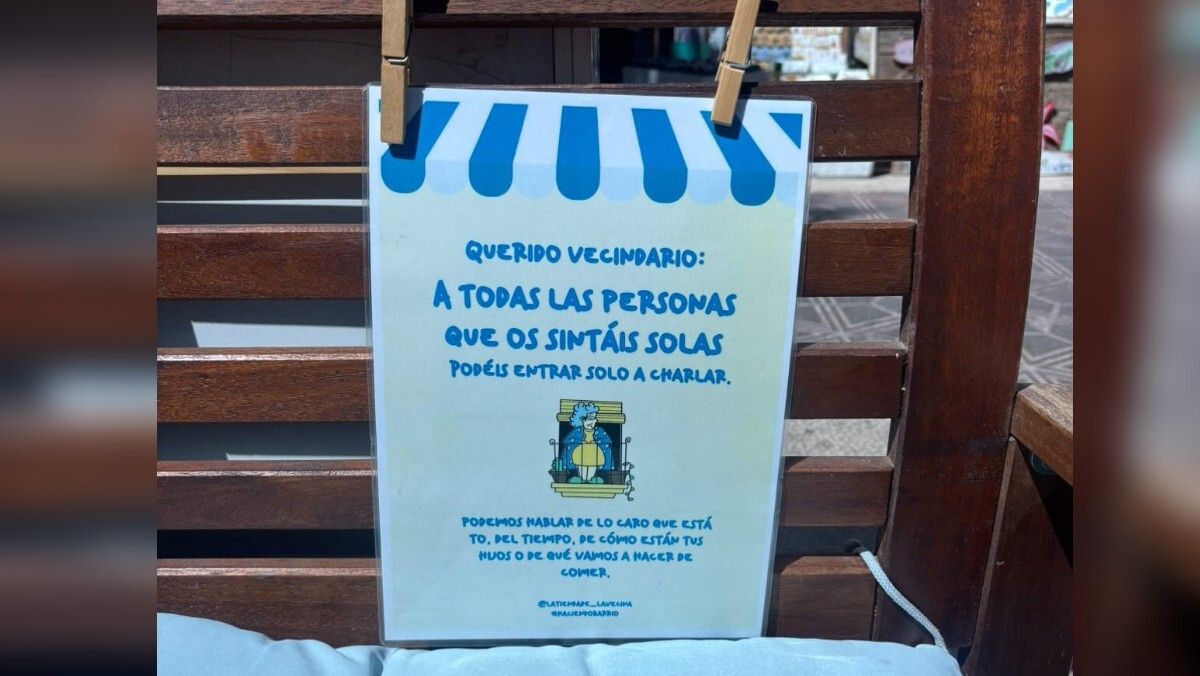 QUERIDO VECINDARIO:
A TODAS LAS PERSONAS
QUE OS SINTÁIS SOLAS
PODÉIS ENTRAR SOLO A CHARLAR.
PODEMOS HABLAR DE LO CARO QUE ESTÁ
TO, DEL TIEMPO, DE CÓMO ESTÁN TUS
HIJOS O DE QUÉ VAMOS A HACER DE
COMER.
@LATIENDADE_LAVECINA
@HACIENDOBARRIO